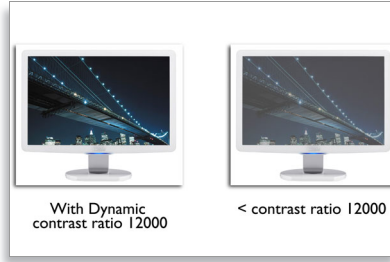 With Dynamic
contrast ratio 12000
< contrast ratio 12000